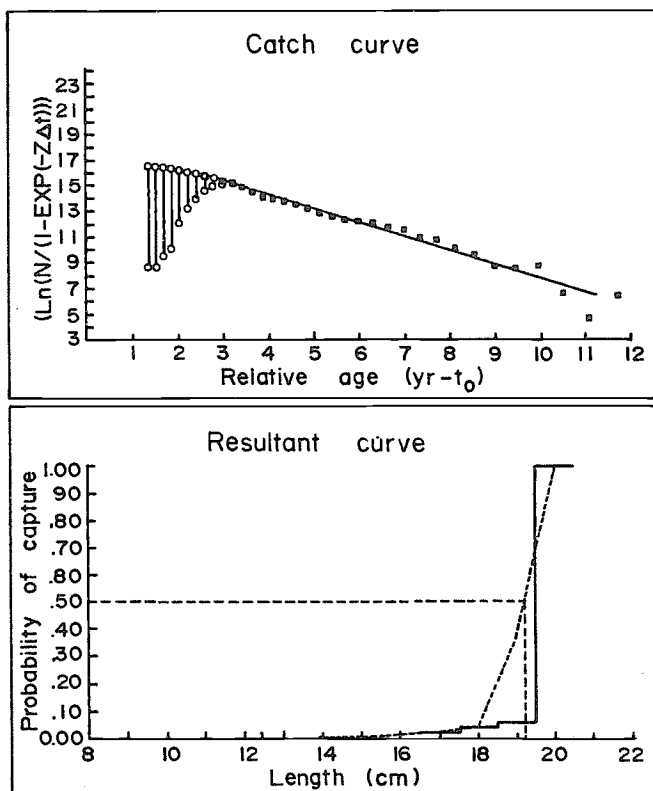 Catch curve
(Ln(N/(1-EXP(-ZΔt)))
23
21
19
17
15
13
11
9
7
5
3
1 2 3 4 5 6 7 8 9 10 11 12
Relative age (yr-t₀)
Resultant curve
Probability of capture
1.00
.90
.80
.70
.60
.50
.40
.30
.20
.10
0.00
8 10 12 14 16 18 20 22
Length (cm)